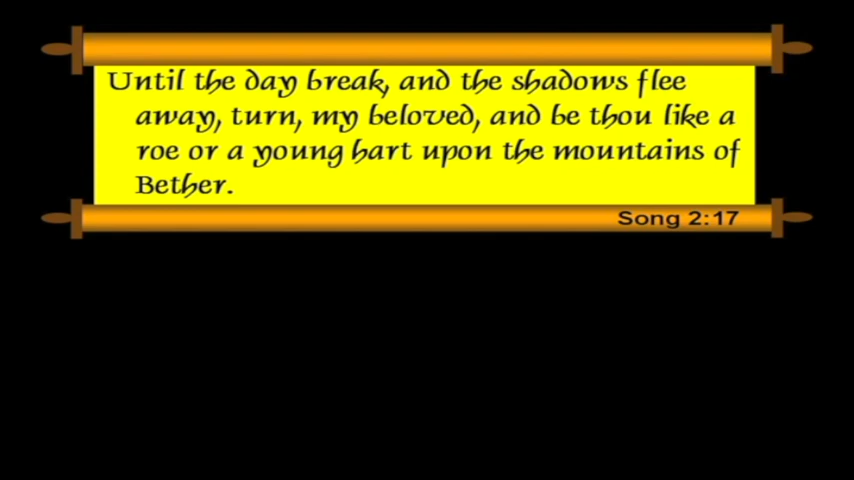 Until the day break, and the shadows flee
away, turn, my beloved, and be thou like a
roe or a young hart upon the mountains of
Bether.
Song 2:17